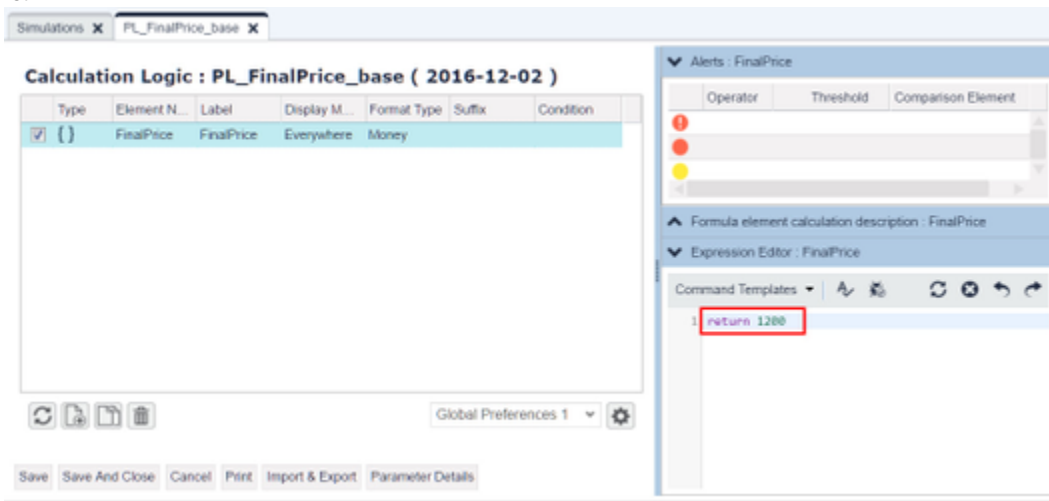 Simulations X PL_FinalPrice_base X
Calculation Logic : PL_FinalPrice_base ( 2016-12-02 )
Type Element N... Label Display M... Format Type Suffix Condition
{ } FinalPrice FinalPrice Everywhere Money
Global Preferences 1
Save Save And Close Cancel Print Import & Export Parameter Details
Alerts : FinalPrice
Operator Threshold Comparison Element
Formula element calculation description : FinalPrice
Expression Editor : FinalPrice
Command Templates
1 return 1200